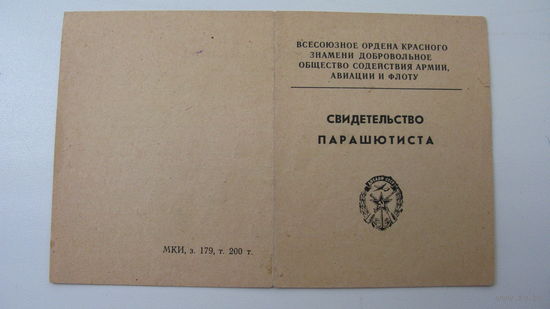 ВСЕСОЮЗНОЕ ОРДЕНА КРАСНОГО
ЗНАМЕНИ ДОБРОВОЛЬНОЕ
ОБЩЕСТВО СОДЕЙСТВИЯ АРМИИ,
АВИАЦИИ И ФЛОТУ
СВИДЕТЕЛЬСТВО
ПАРАШЮТИСТА
МКИ, з. 179, т. 200 т.